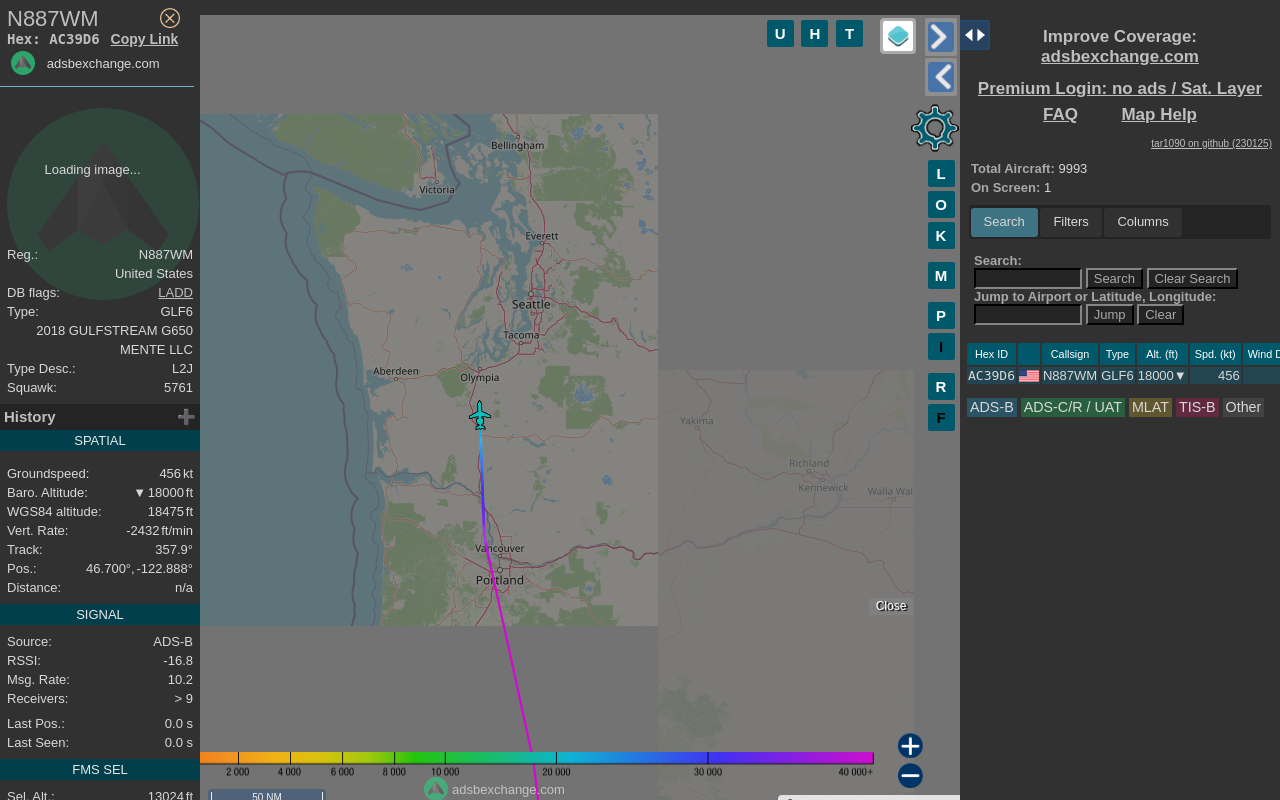 N887WM
Hex: AC39D6 Copy Link
adsbexchange.com
Loading image...
Reg.: N887WM
United States
DB flags: LADD
Type: GLF6
2018 GULFSTREAM G650
MENTE LLC
Type Desc.: L2J
Squawk: 5761
History
SPATIAL
Groundspeed: 456 kt
Baro. Altitude: ▼ 18000 ft
WGS84 altitude: 18475 ft
Vert. Rate: -2432 ft/min
Track: 357.9°
Pos.: 46.700°, -122.888°
Distance: n/a
SIGNAL
Source: ADS-B
RSSI: -16.8
Msg. Rate: 10.2
Receivers: > 9
Last Pos.: 0.0 s
Last Seen: 0.0 s
FMS SEL
Sel. Alt.: 13024 ft
U H T
L
O
K
M
P
I
R
F
Bellingham
Victoria
Everett
Seattle
Tacoma
Aberdeen
Olympia
Yakima
Richland
Kennewick
Walla Wal
Vancouver
Portland
Close
2 000 4 000 6 000 8 000 10 000 20 000 30 000 40 000+
adsbexchange.com
50 NM
Improve Coverage:
adsbexchange.com
Premium Login: no ads / Sat. Layer
FAQ Map Help
tar1090 on github (230125)
Total Aircraft: 9993
On Screen: 1
Search Filters Columns
Search:
Search Clear Search
Jump to Airport or Latitude, Longitude:
Jump Clear
Hex ID Callsign Type Alt. (ft) Spd. (kt) Wind D
AC39D6 N887WM GLF6 18000▼ 456
ADS-B ADS-C/R / UAT MLAT TIS-B Other